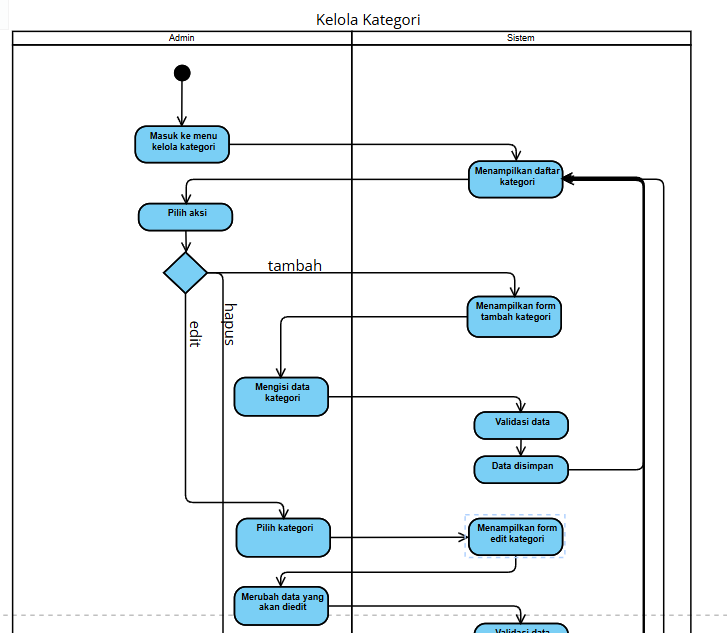 Kelola Kategori
Admin
Sistem
Masuk ke menu
kelola kategori
Menampilkan daftar
kategori
Pilih aksi
tambah
hapus
edit
Menampilkan form
tambah kategori
Mengisi data
kategori
Validasi data
Data disimpan
Pilih kategori
Menampilkan form
edit kategori
Merubah data yang
akan diedit
Validasi data